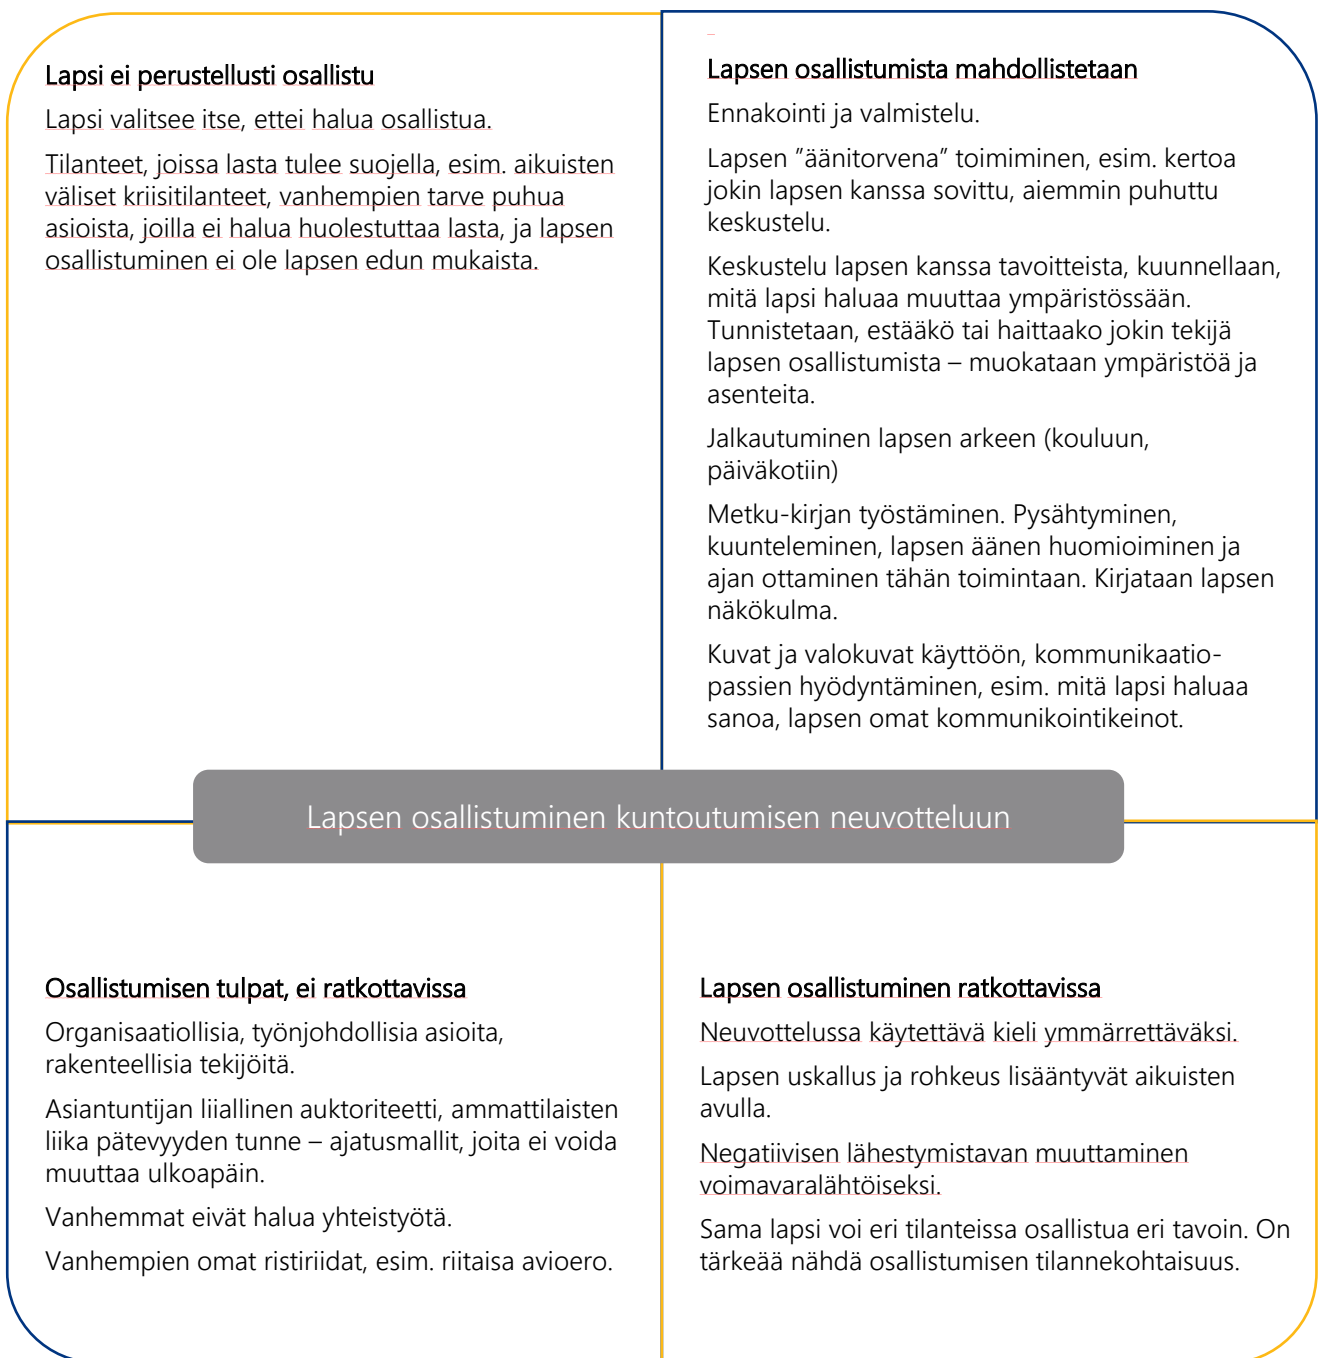 Lapsi ei perustellusti osallistu
Lapsi valitsee itse, ettei halua osallistua.
Tilanteet, joissa lasta tulee suojella, esim. aikuisten
väliset kriisitilanteet, vanhempien tarve puhua
asioista, joilla ei halua huolestuttaa lasta, ja lapsen
osallistuminen ei ole lapsen edun mukaista.
Lapsen osallistumista mahdollistetaan
Ennakointi ja valmistelu.
Lapsen ”äänitorvena” toimiminen, esim. kertoa
jokin lapsen kanssa sovittu, aiemmin puhuttu
keskustelu.
Keskustelu lapsen kanssa tavoitteista, kuunnellaan,
mitä lapsi haluaa muuttaa ympäristössään.
Tunnistetaan, estääkö tai haittaako jokin tekijä
lapsen osallistumista – muokataan ympäristöä ja
asenteita.
Jalkautuminen lapsen arkeen (kouluun,
päiväkotiin)
Metku-kirjan työstäminen. Pysähtyminen,
kuunteleminen, lapsen äänen huomioiminen ja
ajan ottaminen tähän toimintaan. Kirjataan lapsen
näkökulma.
Kuvat ja valokuvat käyttöön, kommunikaatio-
passien hyödyntäminen, esim. mitä lapsi haluaa
sanoa, lapsen omat kommunikointikeinot.
Lapsen osallistuminen kuntoutumisen neuvotteluun
Osallistumisen tulpat, ei ratkottavissa
Organisaatiollisia, työnjohdollisia asioita,
rakenteellisia tekijöitä.
Asiantuntijan liiallinen auktoriteetti, ammattilaisten
liika pätevyyden tunne – ajatusmallit, joita ei voida
muuttaa ulkoapäin.
Vanhemmat eivät halua yhteistyötä.
Vanhempien omat ristiriidat, esim. riitaisa avioero.
Lapsen osallistuminen ratkottavissa
Neuvottelussa käytettävä kieli ymmärrettäväksi.
Lapsen uskallus ja rohkeus lisääntyvät aikuisten
avulla.
Negatiivisen lähestymistavan muuttaminen
voimavaralähtöiseksi.
Sama lapsi voi eri tilanteissa osallistua eri tavoin. On
tärkeää nähdä osallistumisen tilannekohtaisuus.